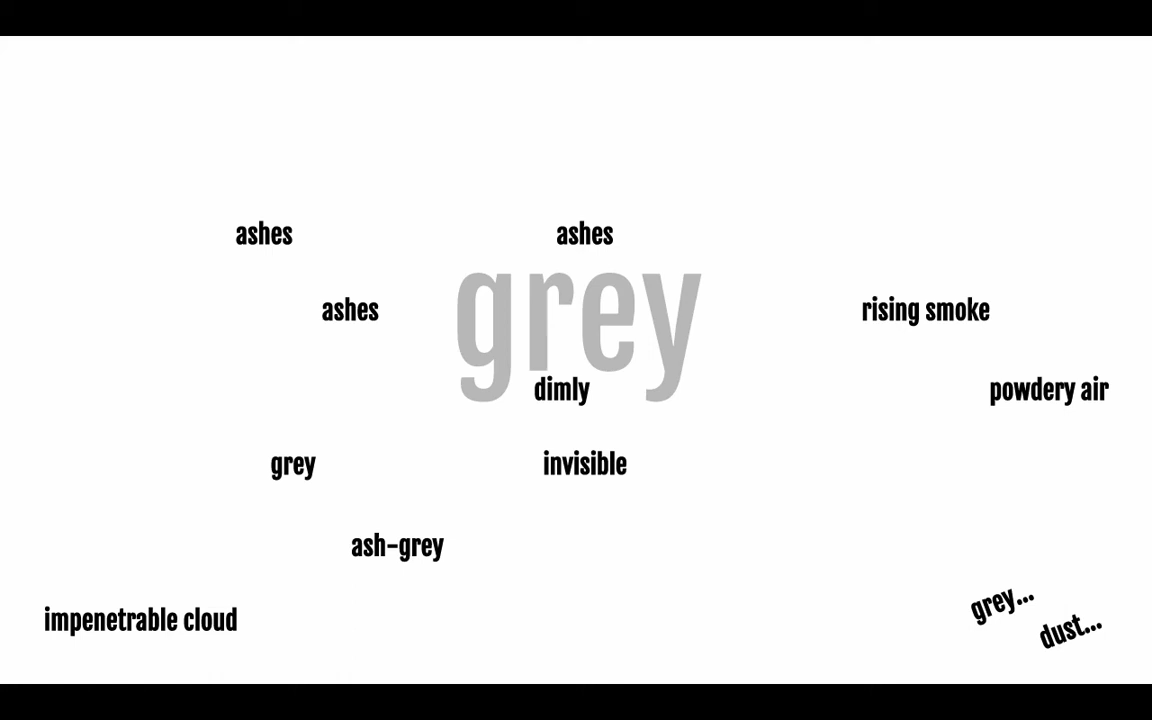 ashes ashes
grey
ashes rising smoke
dimly powdery air
grey invisible
ash-grey
grey...
impenetrable cloud dust...